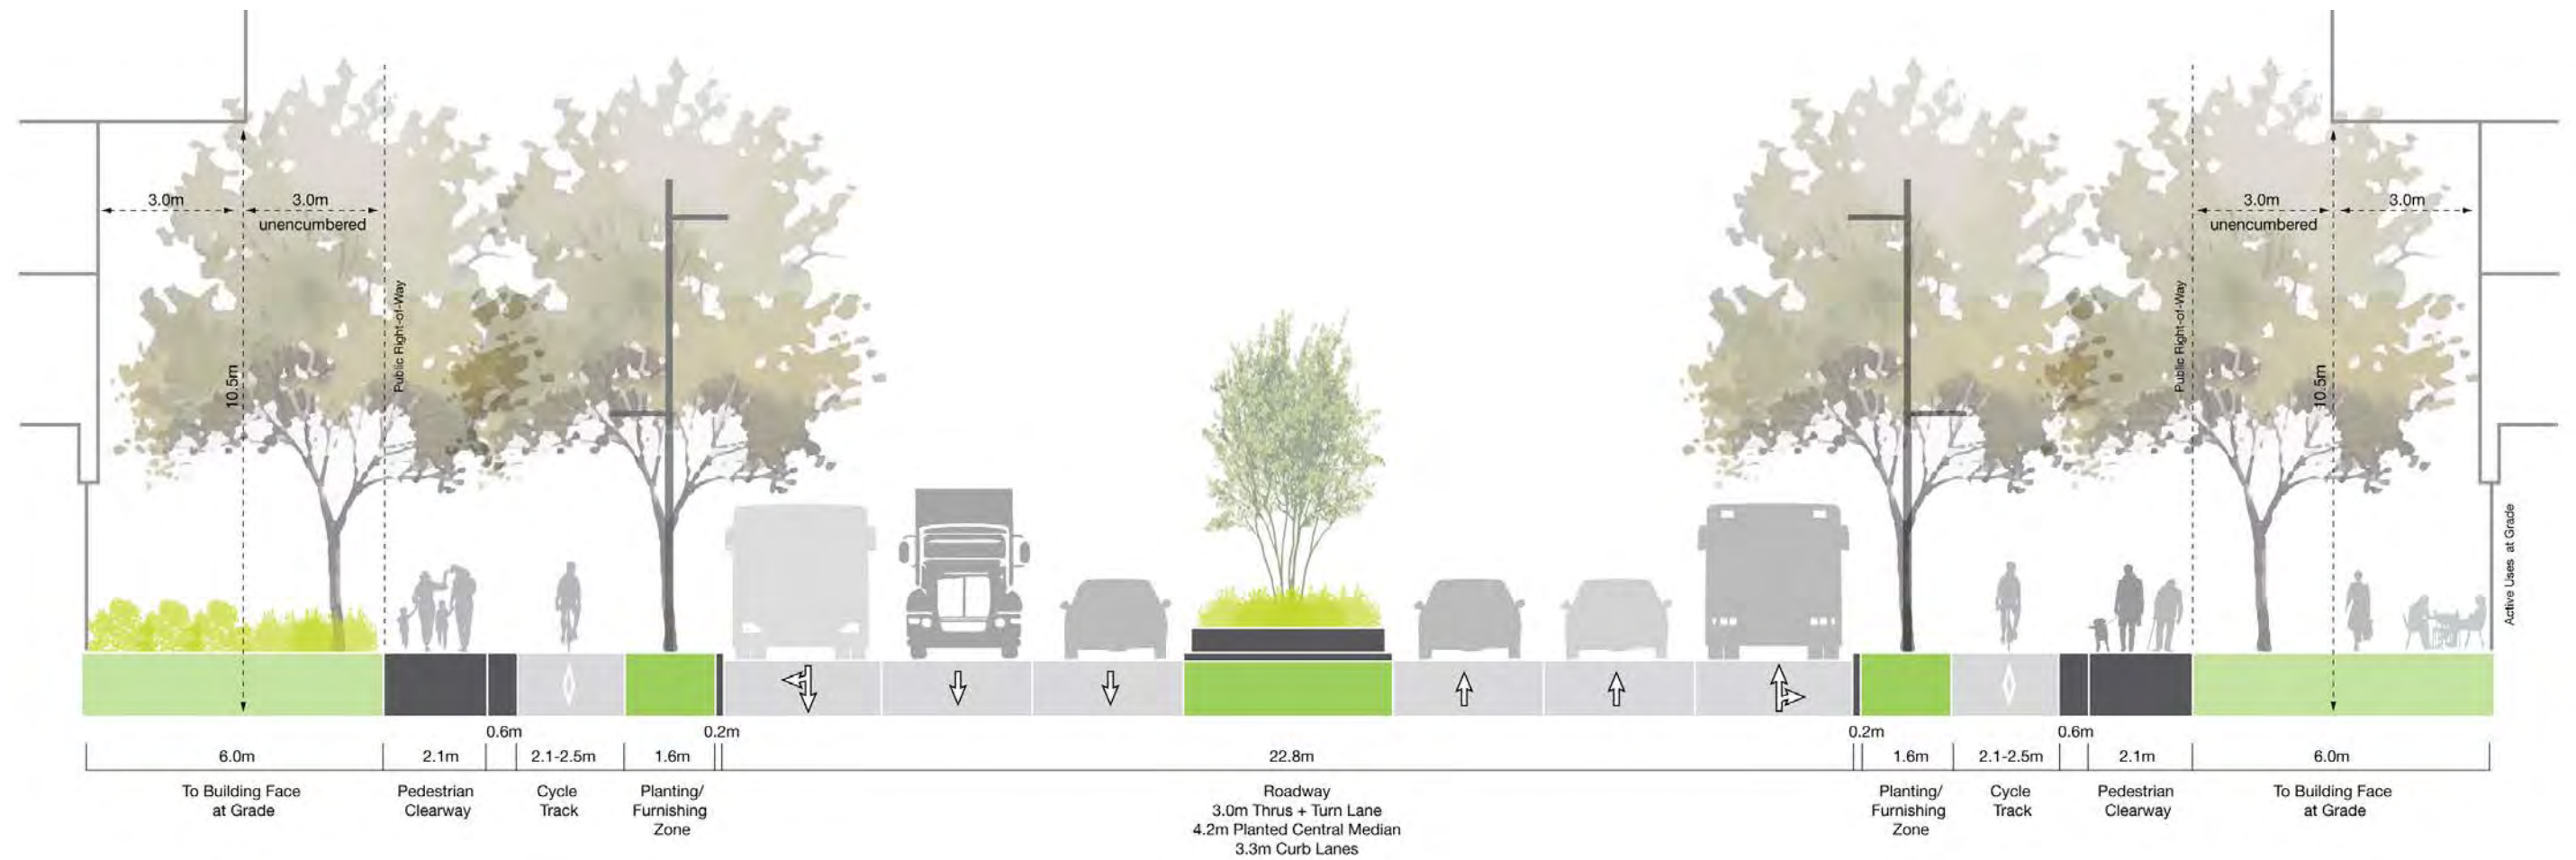 3.0m
3.0m
unencumbered
3.0m
unencumbered
3.0m
Public Right-of-Way
10.5m
Public Right-of-Way
10.5m
Active Uses at Grade
0.6m
0.2m
0.2m
0.6m
6.0m
2.1m
2.1-2.5m
1.6m
22.8m
1.6m
2.1-2.5m
2.1m
6.0m
To Building Face
at Grade
Pedestrian
Clearway
Cycle
Track
Planting/
Furnishing
Zone
Roadway
3.0m Thrus + Turn Lane
4.2m Planted Central Median
3.3m Curb Lanes
Planting/
Furnishing
Zone
Cycle
Track
Pedestrian
Clearway
To Building Face
at Grade